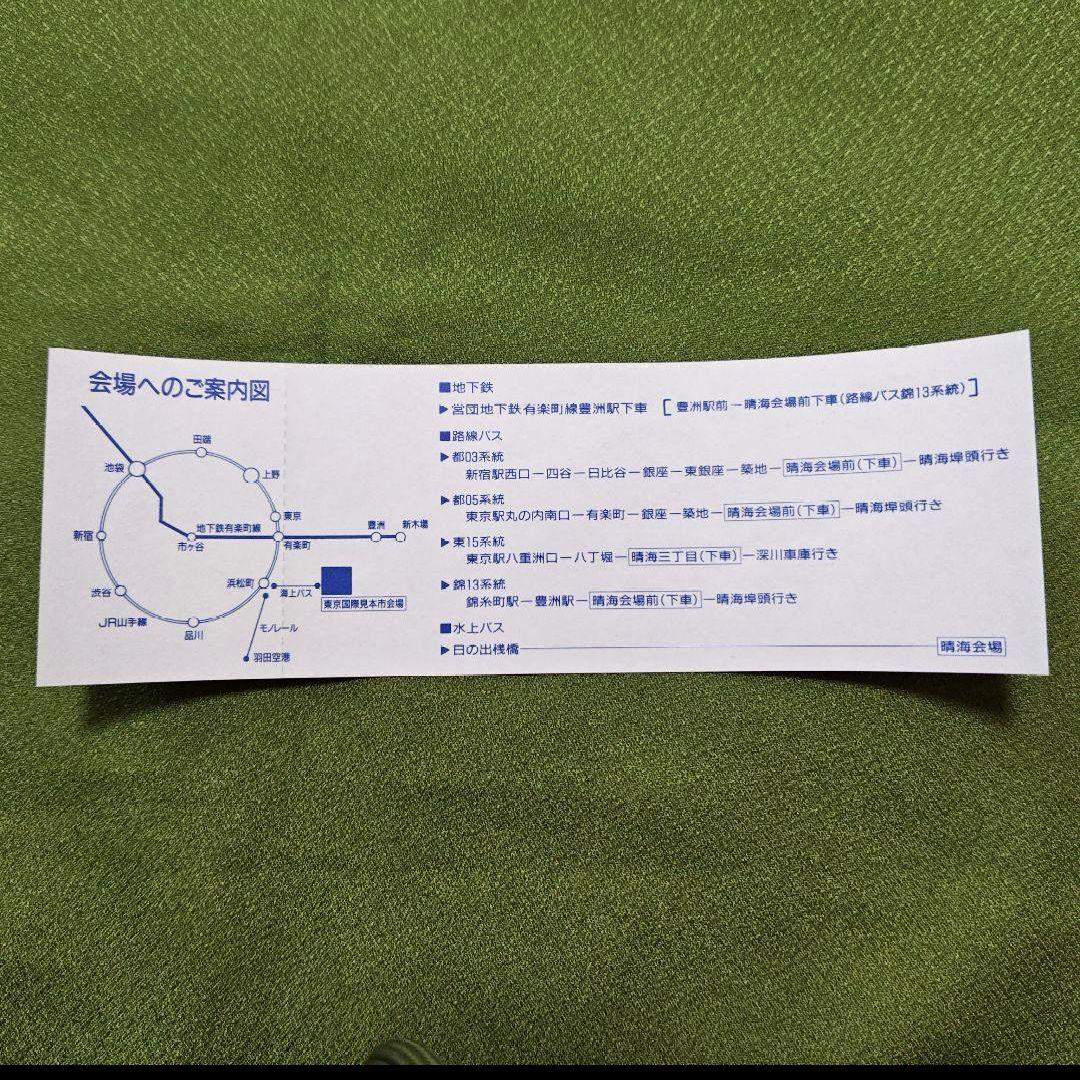 会場へのご案内図
田端
池袋
上野
東京
地下鉄有楽町線
豊洲
新木場
新宿
市ヶ谷
有楽町
浜松町
海上バス
渋谷
東京国際見本市会場
JR山手線
品川
モノレール
羽田空港
■地下鉄
▶営団地下鉄有楽町線豊洲駅下車 [豊洲駅前ー晴海会場前下車(路線バス錦13系統)]
■路線バス
▶都03系統
新宿駅西口ー四谷ー日比谷ー銀座ー東銀座ー築地ー晴海会場前(下車)ー晴海埠頭行き
▶都05系統
東京駅丸の内南口ー有楽町ー銀座ー築地ー晴海会場前(下車)ー晴海埠頭行き
▶東15系統
東京駅八重洲口ー八丁堀ー晴海三丁目(下車)ー深川車庫行き
▶錦13系統
錦糸町駅ー豊洲駅ー晴海会場前(下車)ー晴海埠頭行き
■水上バス
▶日の出桟橋ー晴海会場